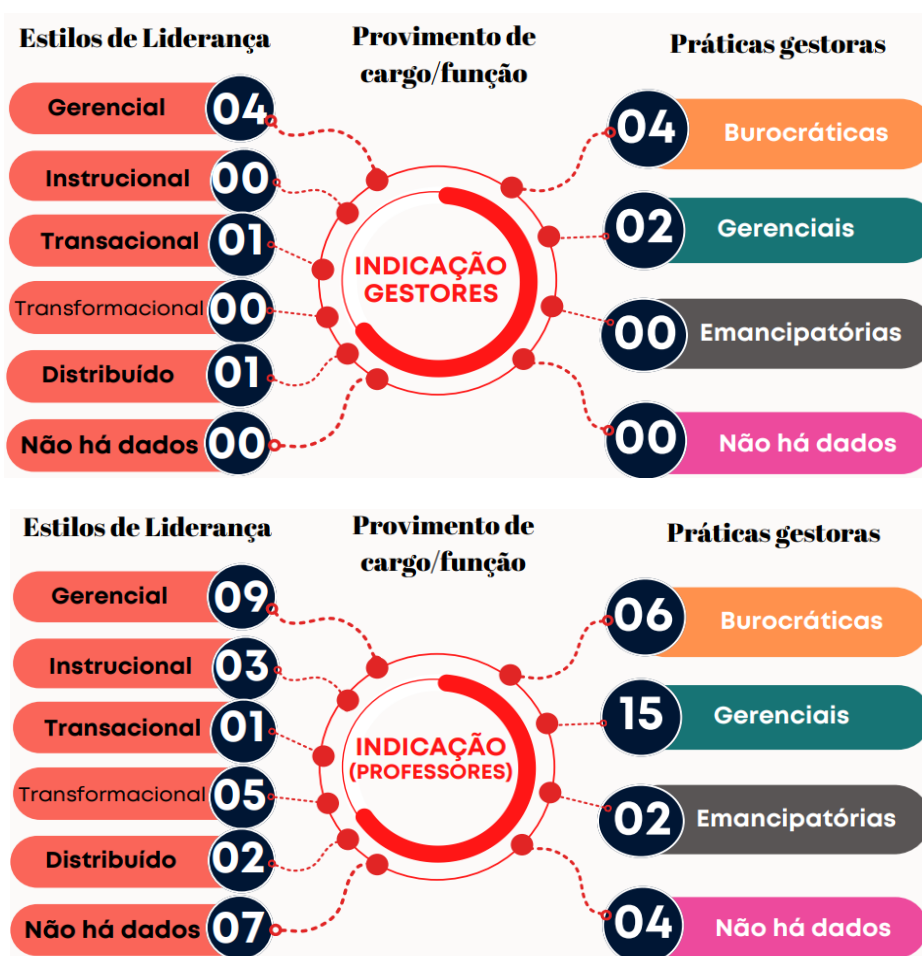 Estilos de Liderança
Provimento de
cargo/função
Práticas gestoras
Gerencial 04
Instrucional 00
Transacional 01
Transformacional 00
Distribuído 01
Não há dados 00
INDICAÇÃO
GESTORES
04 Burocráticas
02 Gerenciais
00 Emancipatórias
00 Não há dados
Estilos de Liderança
Provimento de
cargo/função
Práticas gestoras
Gerencial 09
Instrucional 03
Transacional 01
Transformacional 05
Distribuído 02
Não há dados 07
INDICAÇÃO
(PROFESSORES)
06 Burocráticas
15 Gerenciais
02 Emancipatórias
04 Não há dados